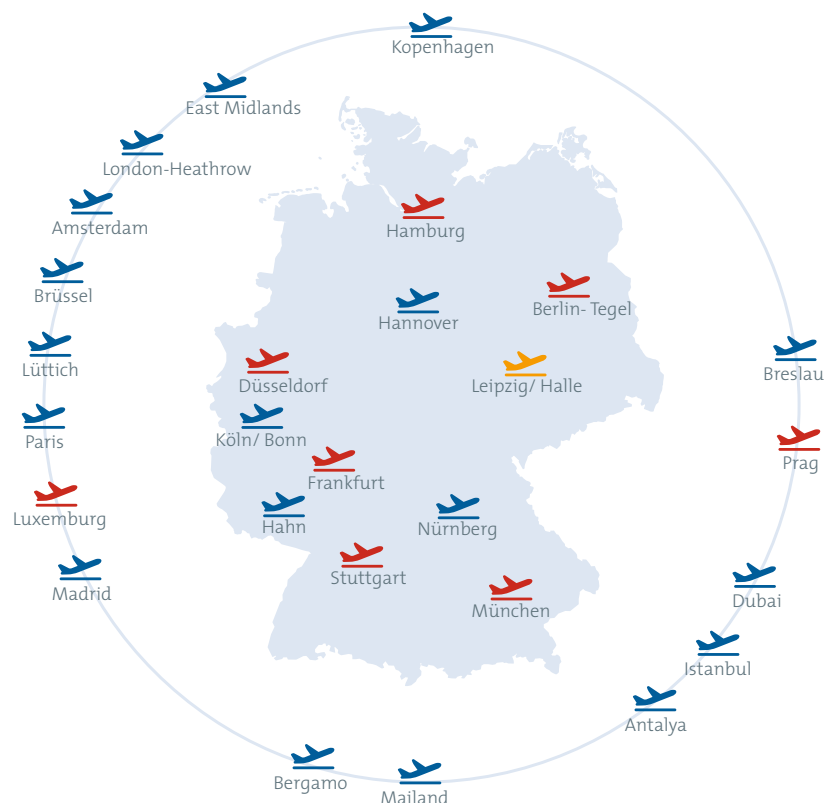 Kopenhagen
East Midlands
London-Heathrow
Amsterdam
Hamburg
Brüssel
Berlin- Tegel
Hannover
Lüttich
Breslau
Düsseldorf
Leipzig/ Halle
Köln/ Bonn
Paris
Prag
Frankfurt
Luxemburg
Hahn
Nürnberg
Stuttgart
Madrid
Dubai
München
Istanbul
Antalya
Bergamo
Mailand